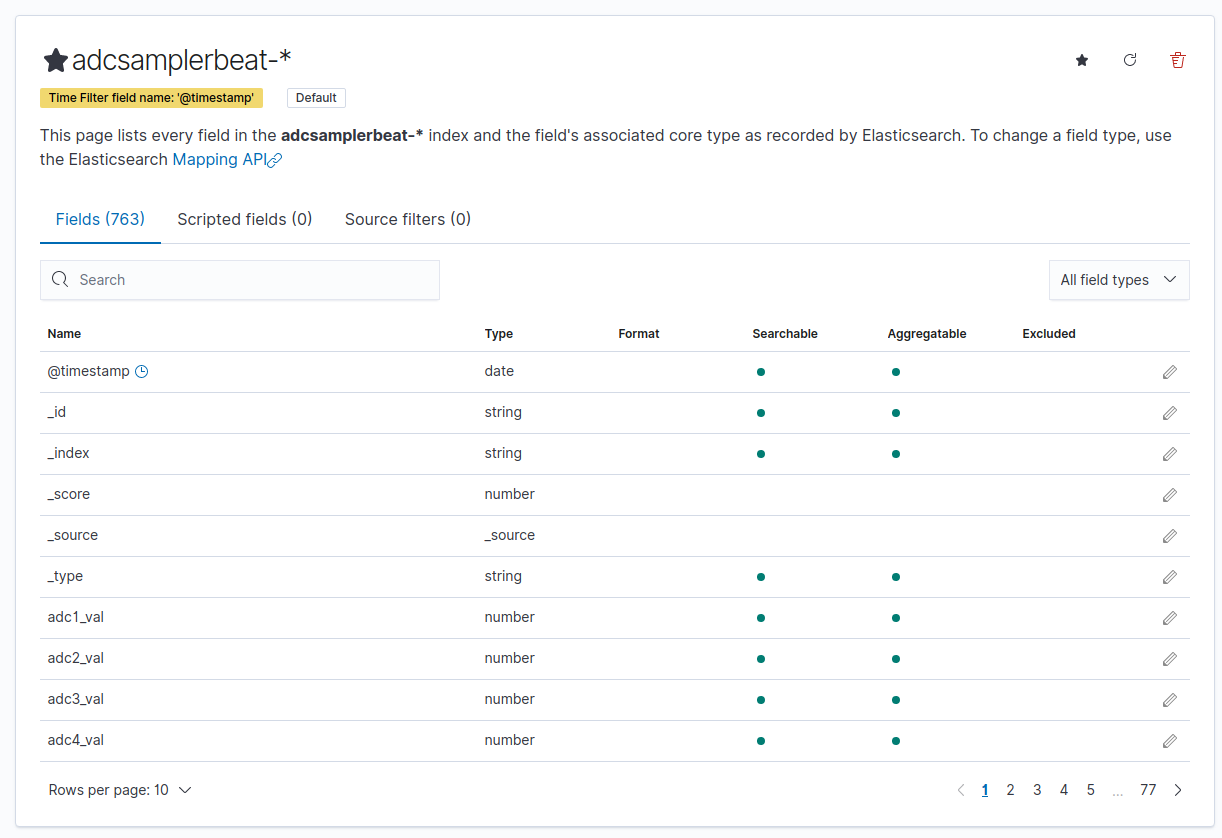 adcsamplerbeat-*
Time Filter field name: '@timestamp' Default
This page lists every field in the adcsamplerbeat-* index and the field's associated core type as recorded by Elasticsearch. To change a field type, use
the Elasticsearch Mapping API
Fields (763) Scripted fields (0) Source filters (0)
Search All field types
Name Type Format Searchable Aggregatable Excluded
@timestamp date
_id string
_index string
_score number
_source _source
_type string
adc1_val number
adc2_val number
adc3_val number
adc4_val number
Rows per page: 10 1 2 3 4 5 ... 77